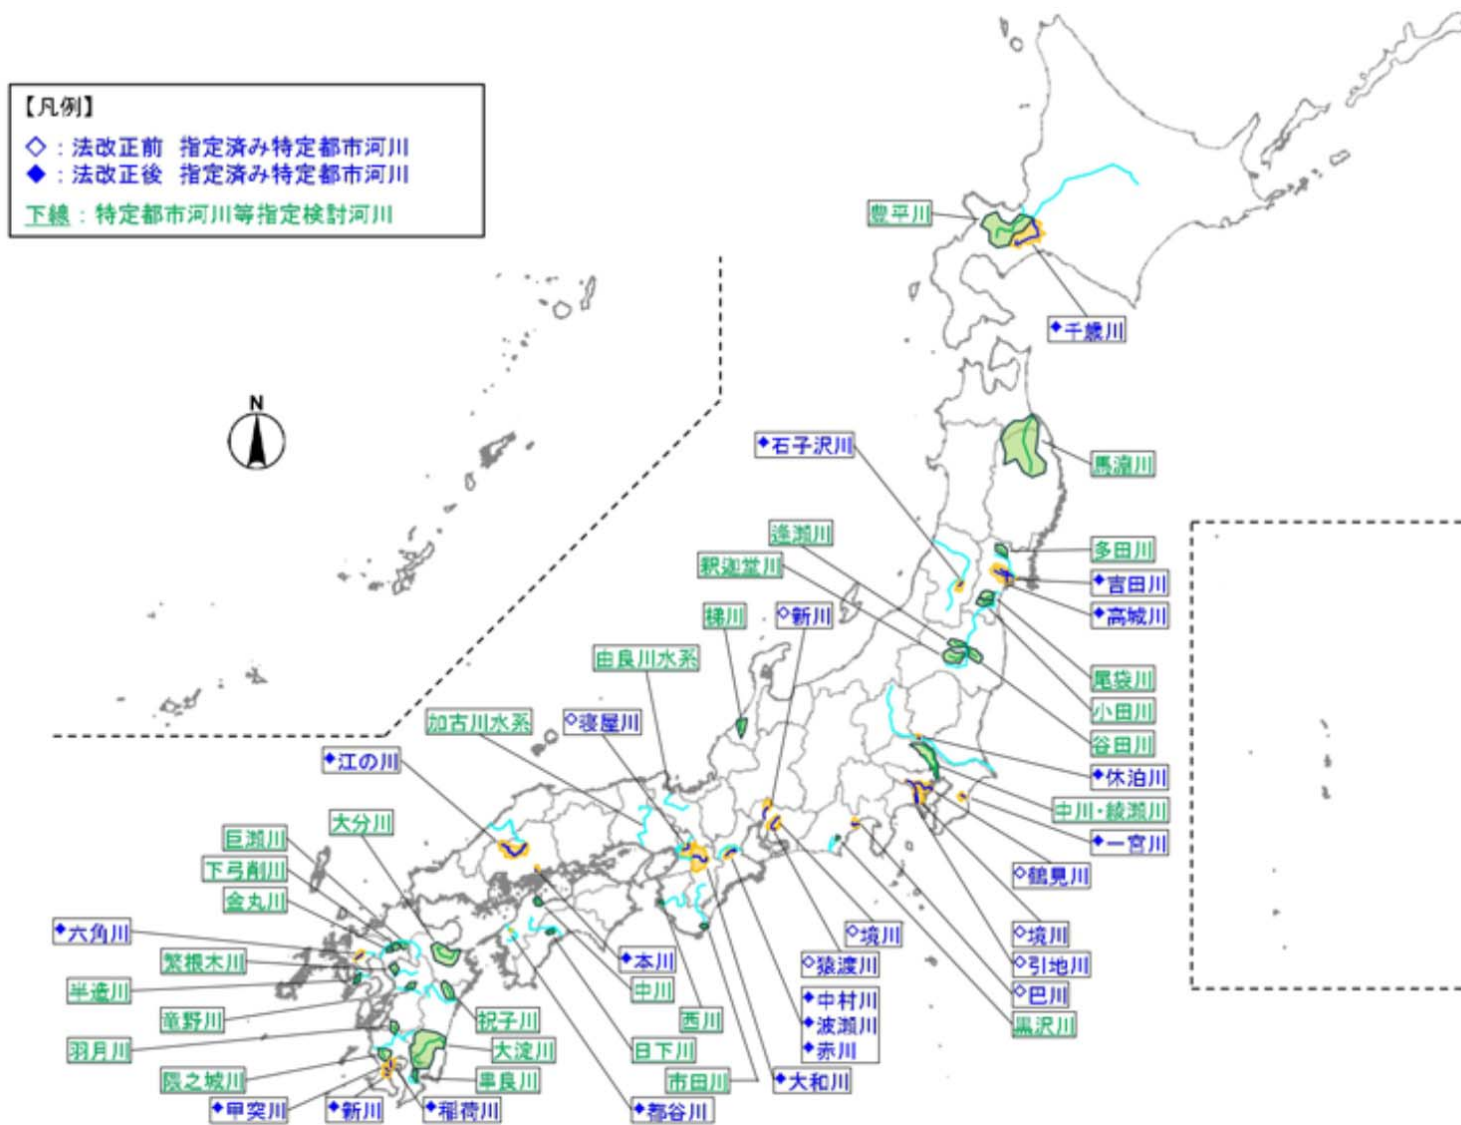 【凡例】
◇：法改正前 指定済み特定都市河川
◆：法改正後 指定済み特定都市河川
下線：特定都市河川等指定検討河川
N
豊平川
◆千歳川
◆石子沢川
馬淵川
逢瀬川
釈迦堂川
多田川
◆吉田川
◆高城川
梯川
◇新川
由良川水系
尾袋川
小田川
谷田川
加古川水系
◇寝屋川
◆江の川
◆休泊川
中川・綾瀬川
◆一宮川
大分川
巨瀬川
下弓削川
金丸川
◆六角川
◇鶴見川
◇境川
◇境川
◇引地川
◇猿渡川
◇巴川
黒沢川
繁根木川
半造川
竜野川
羽月川
隈之城川
◆本川
中川
西川
祝子川
大淀川
串良川
日下川
市田川
◆中村川
◆波瀬川
◆赤川
◆大和川
◆甲突川
◆新川
◆稲荷川
◆都谷川